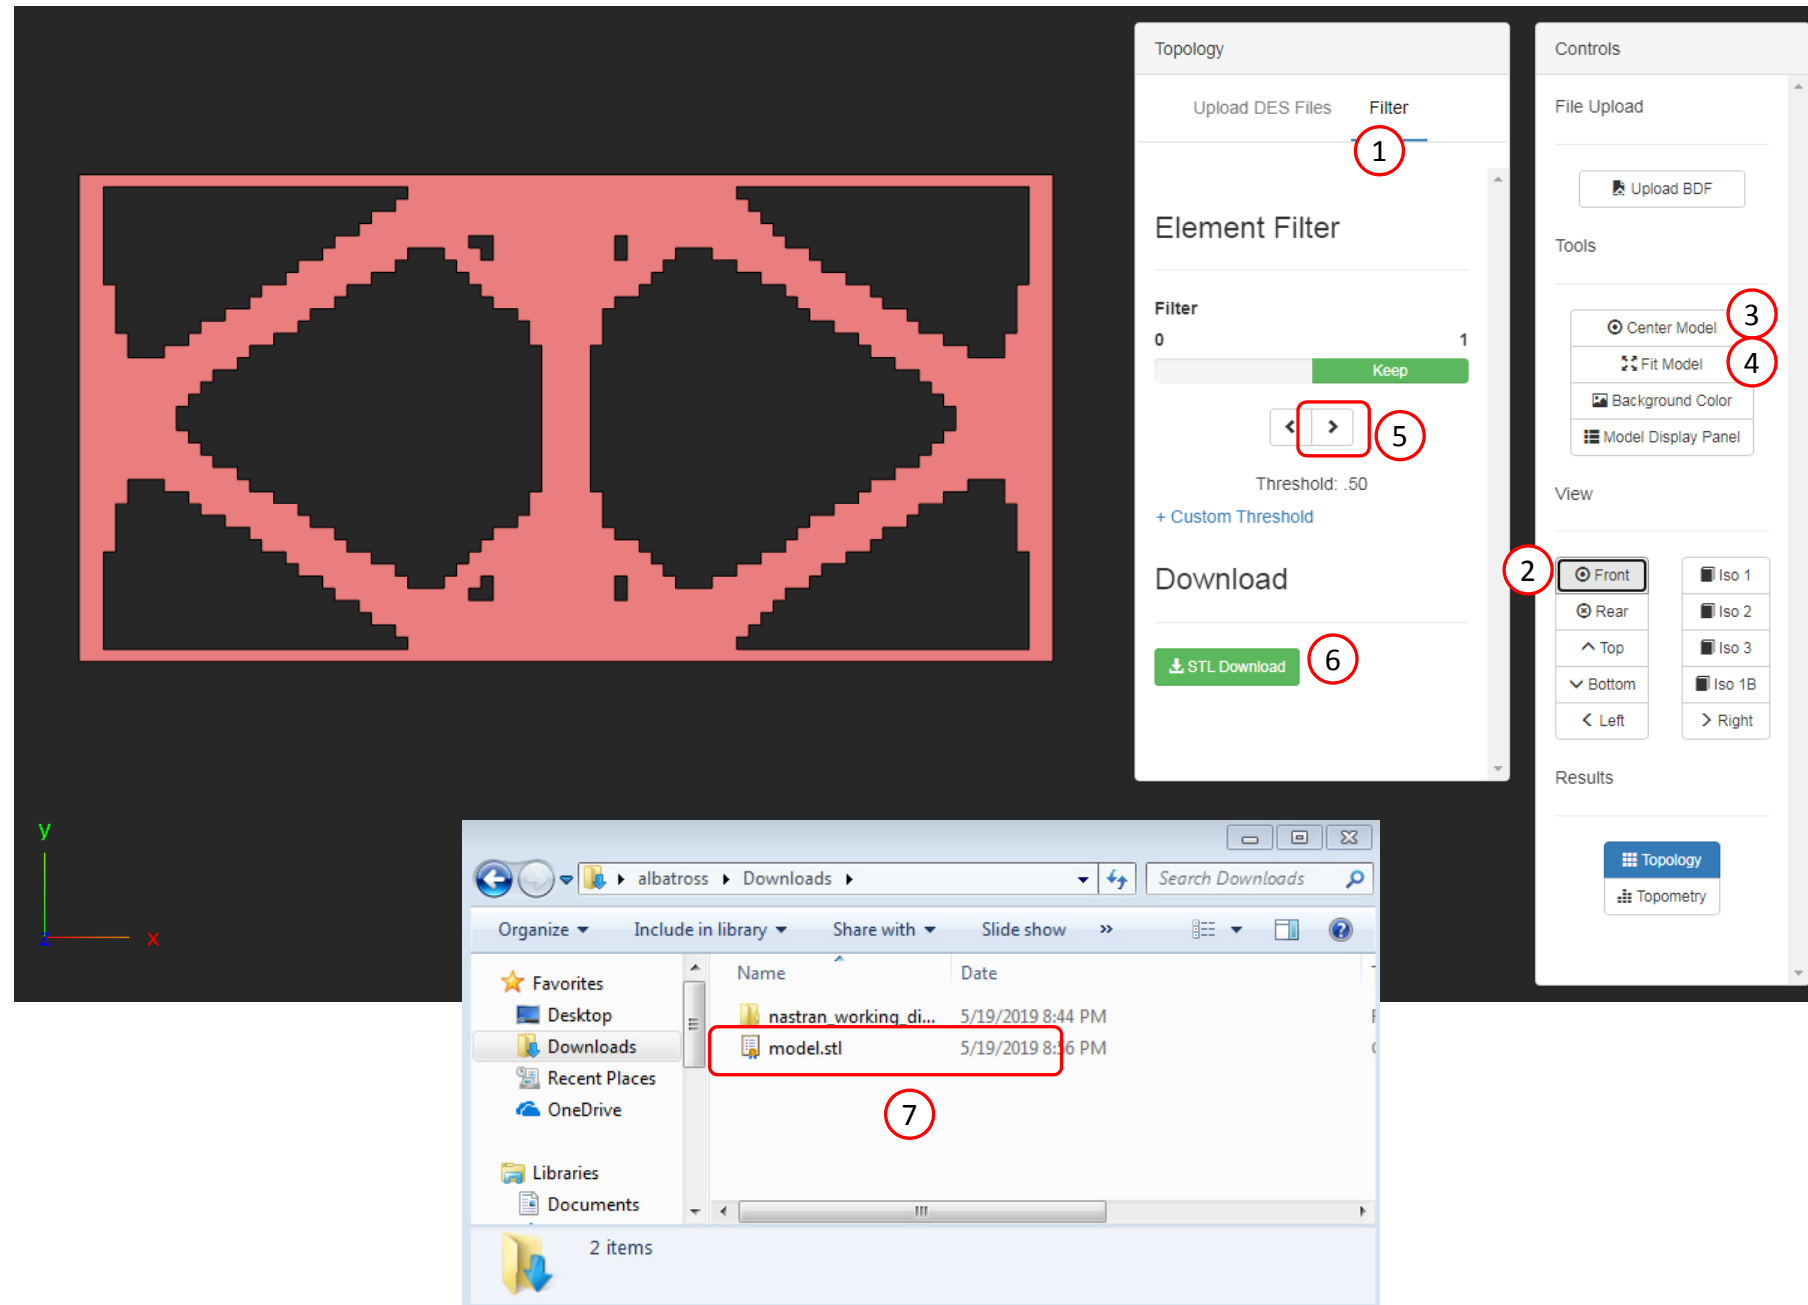 Topology
Upload DES Files Filter
1
Element Filter
Filter
0 1
Keep
5
Threshold: .50
+ Custom Threshold
Download
STL Download
6
Controls
File Upload
Upload BDF
Tools
Center Model
3
Fit Model
4
Background Color
Model Display Panel
View
2
Front Iso 1
Rear Iso 2
Top Iso 3
Bottom Iso 1B
Left Right
Results
Topology
Topometry
y
z x
albatross Downloads
Search Downloads
Organize Include in library Share with Slide show »
Name Date
Favorites
Desktop
Downloads
Recent Places
OneDrive
Libraries
Documents
nastran_working_di... 5/19/2019 8:44 PM
model.stl 5/19/2019 8:56 PM
7
2 items